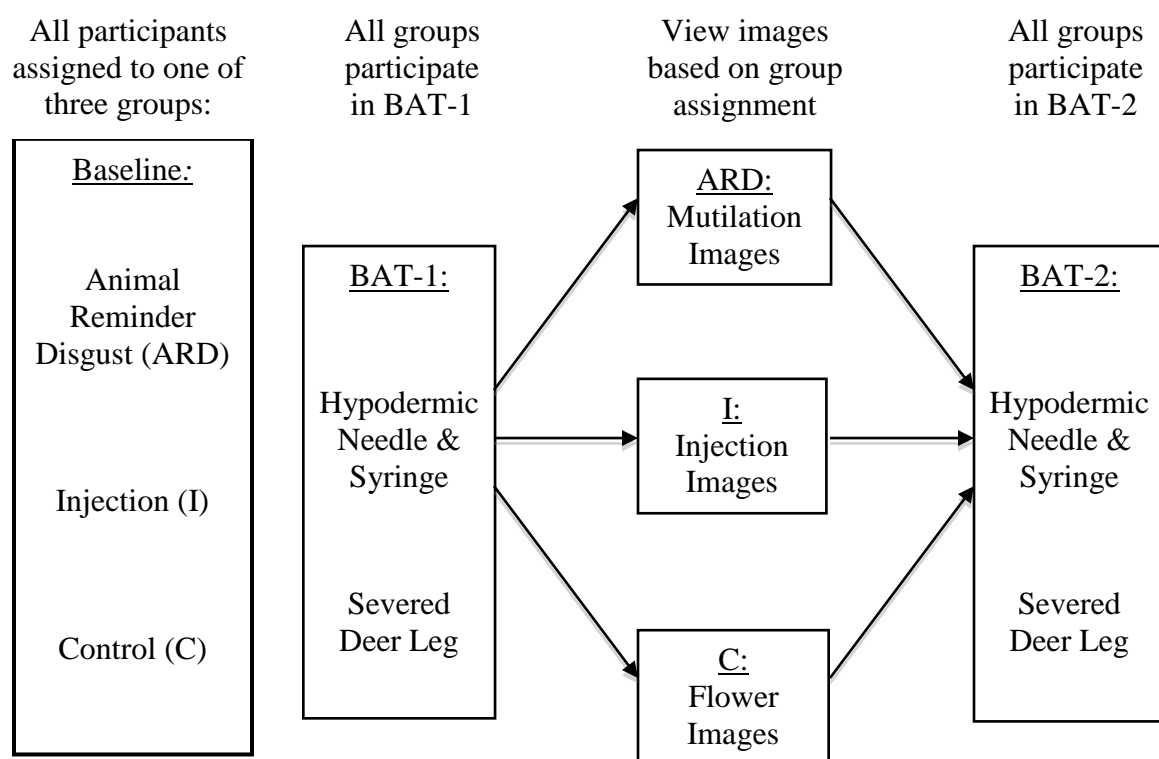 All participants
assigned to one of
three groups:
All groups
participate
in BAT-1
View images
based on group
assignment
All groups
participate
in BAT-2
Baseline:
Animal
Reminder
Disgust (ARD)
Injection (I)
Control (C)
BAT-1:
Hypodermic
Needle &
Syringe
Severed
Deer Leg
ARD:
Mutilation
Images
I:
Injection
Images
C:
Flower
Images
BAT-2:
Hypodermic
Needle &
Syringe
Severed
Deer Leg